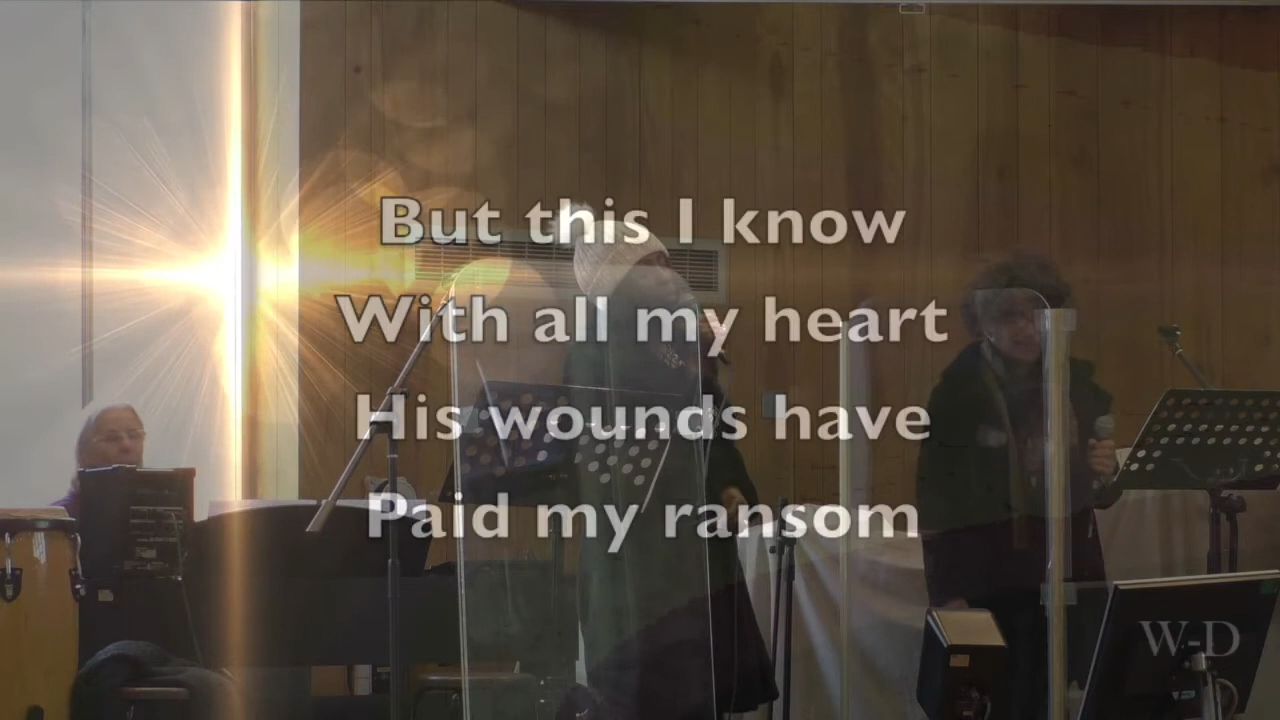 But this I know
With all my heart
His wounds have
Paid my ransom
W-D